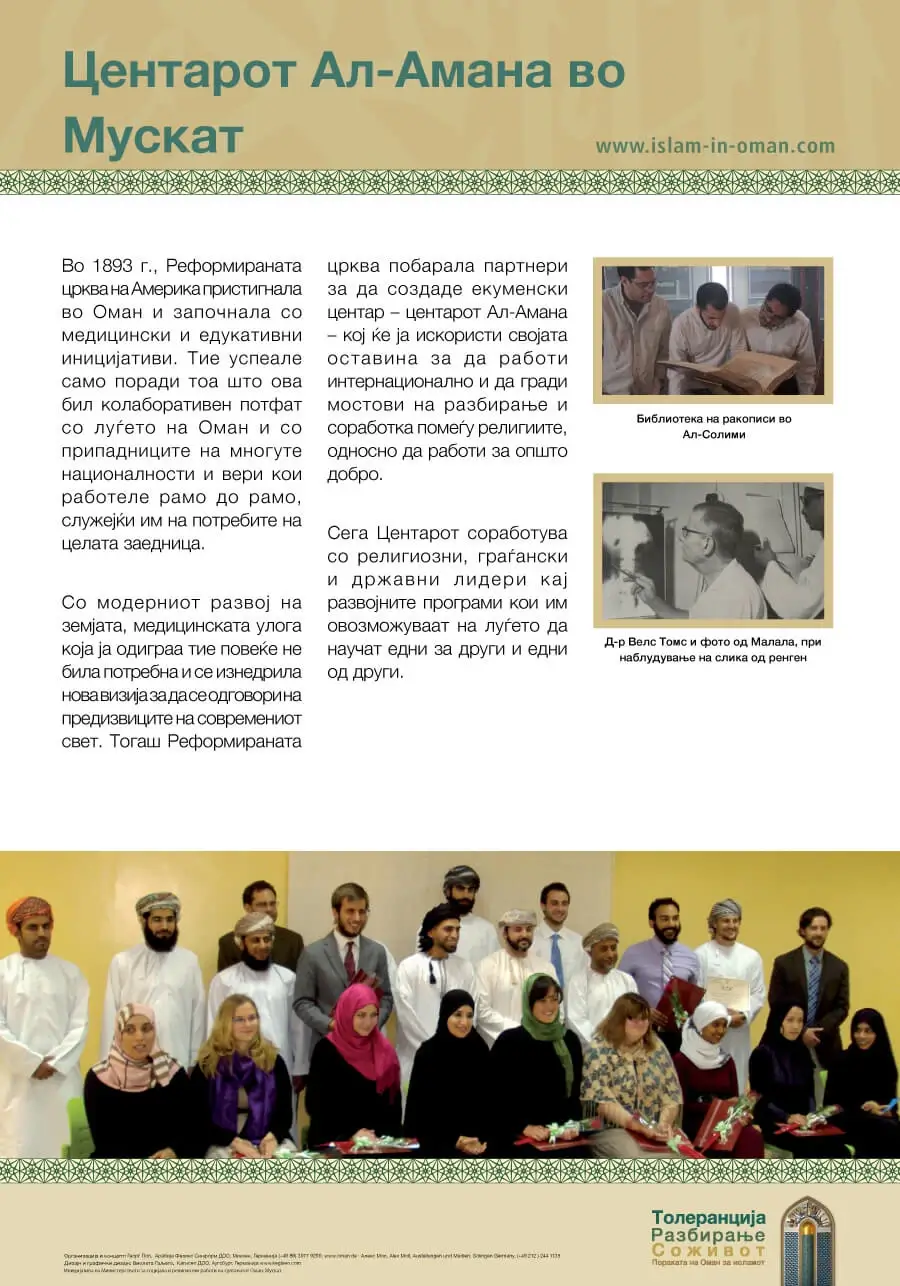 Центарот Ал-Амана во
Мускат
www.islam-in-oman.com
Во 1893 г., Реформираната
црква на Америка пристигнала
во Оман и започнала со
медицински и едукативни
иницијативи. Тие успеале
само поради тоа што ова
бил колаборативен потфат
со луѓето на Оман и со
припадниците на многуте
националности и вери кои
работеле рамо до рамо,
служејќи им на потребите на
целата заедница.
Со модерниот развој на
земјата, медицинската улога
која ја одиграа тие повеќе не
била потребна и се изнедрила
нова визија за да се одговори на
предизвиците на современиот
свет. Тогаш Реформираната
црква побарала партнери
за да создаде екуменски
центар – центарот Ал-Амана
– кој ќе ја искористи својата
оставина за да работи
интернационално и да гради
мостови на разбирање и
соработка помеѓу религиите,
односно да работи за општо
добро.
Сега Центарот соработува
со религиозни, граѓански
и државни лидери кај
развојните програми кои им
овозможуваат на луѓето да
научат едни за други и едни
од други.
Библиотека на ракописи во
Ал-Солими
Д-р Велс Томс и фото од Малала, при
наблудување на слика од ренген
Толеранција
Разбирање
Соживот
Пораката на Оман за исламот